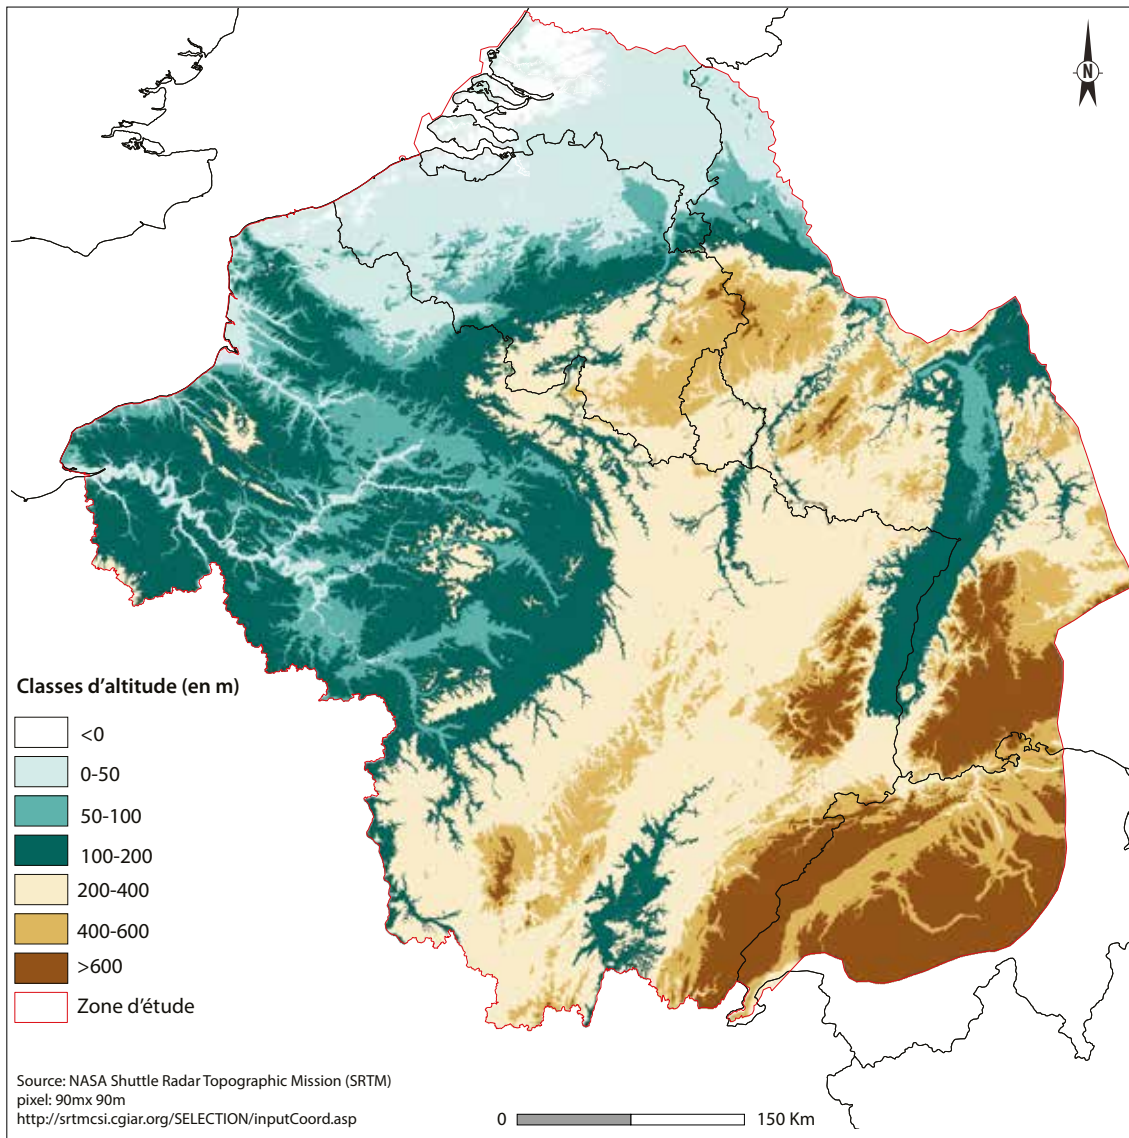 N
Classes d'altitude (en m)
<0
0-50
50-100
100-200
200-400
400-600
>600
Zone d'étude
Source: NASA Shuttle Radar Topographic Mission (SRTM)
pixel: 90mx 90m
http://srtmcsi.cgiar.org/SELECTION/inputCoord.asp
0 150 Km